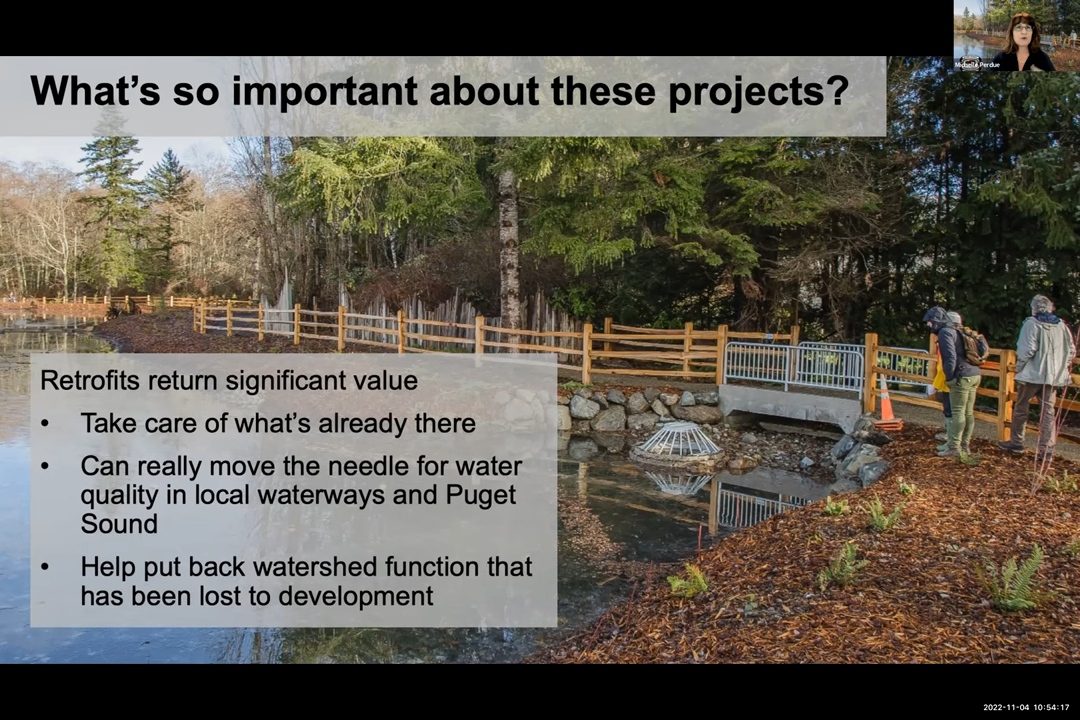 Michelle Perdue
What's so important about these projects?
Retrofits return significant value
• Take care of what's already there
• Can really move the needle for water
quality in local waterways and Puget
Sound
• Help put back watershed function that
has been lost to development
2022-11-04 10:54:17